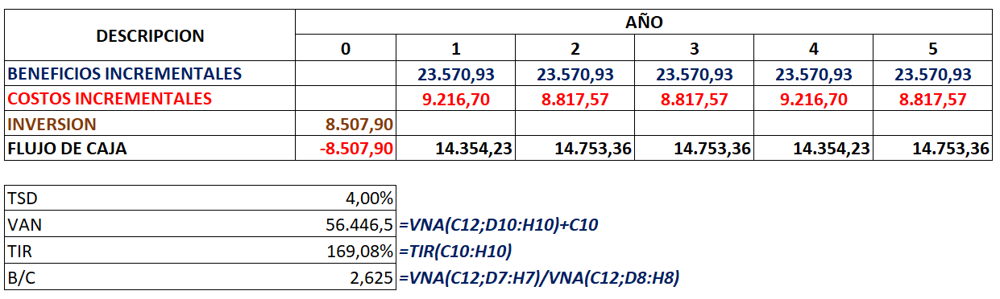 DESCRIPCION AÑO
0 1 2 3 4 5
BENEFICIOS INCREMENTALES 23.570,93 23.570,93 23.570,93 23.570,93 23.570,93
COSTOS INCREMENTALES 9.216,70 8.817,57 8.817,57 9.216,70 8.817,57
INVERSION 8.507,90
FLUJO DE CAJA -8.507,90 14.354,23 14.753,36 14.753,36 14.354,23 14.753,36
TSD 4,00%
VAN 56.446,5 =VNA(C12;D10:H10)+C10
TIR 169,08% =TIR(C10:H10)
B/C 2,625 =VNA(C12;D7:H7)/VNA(C12;D8:H8)